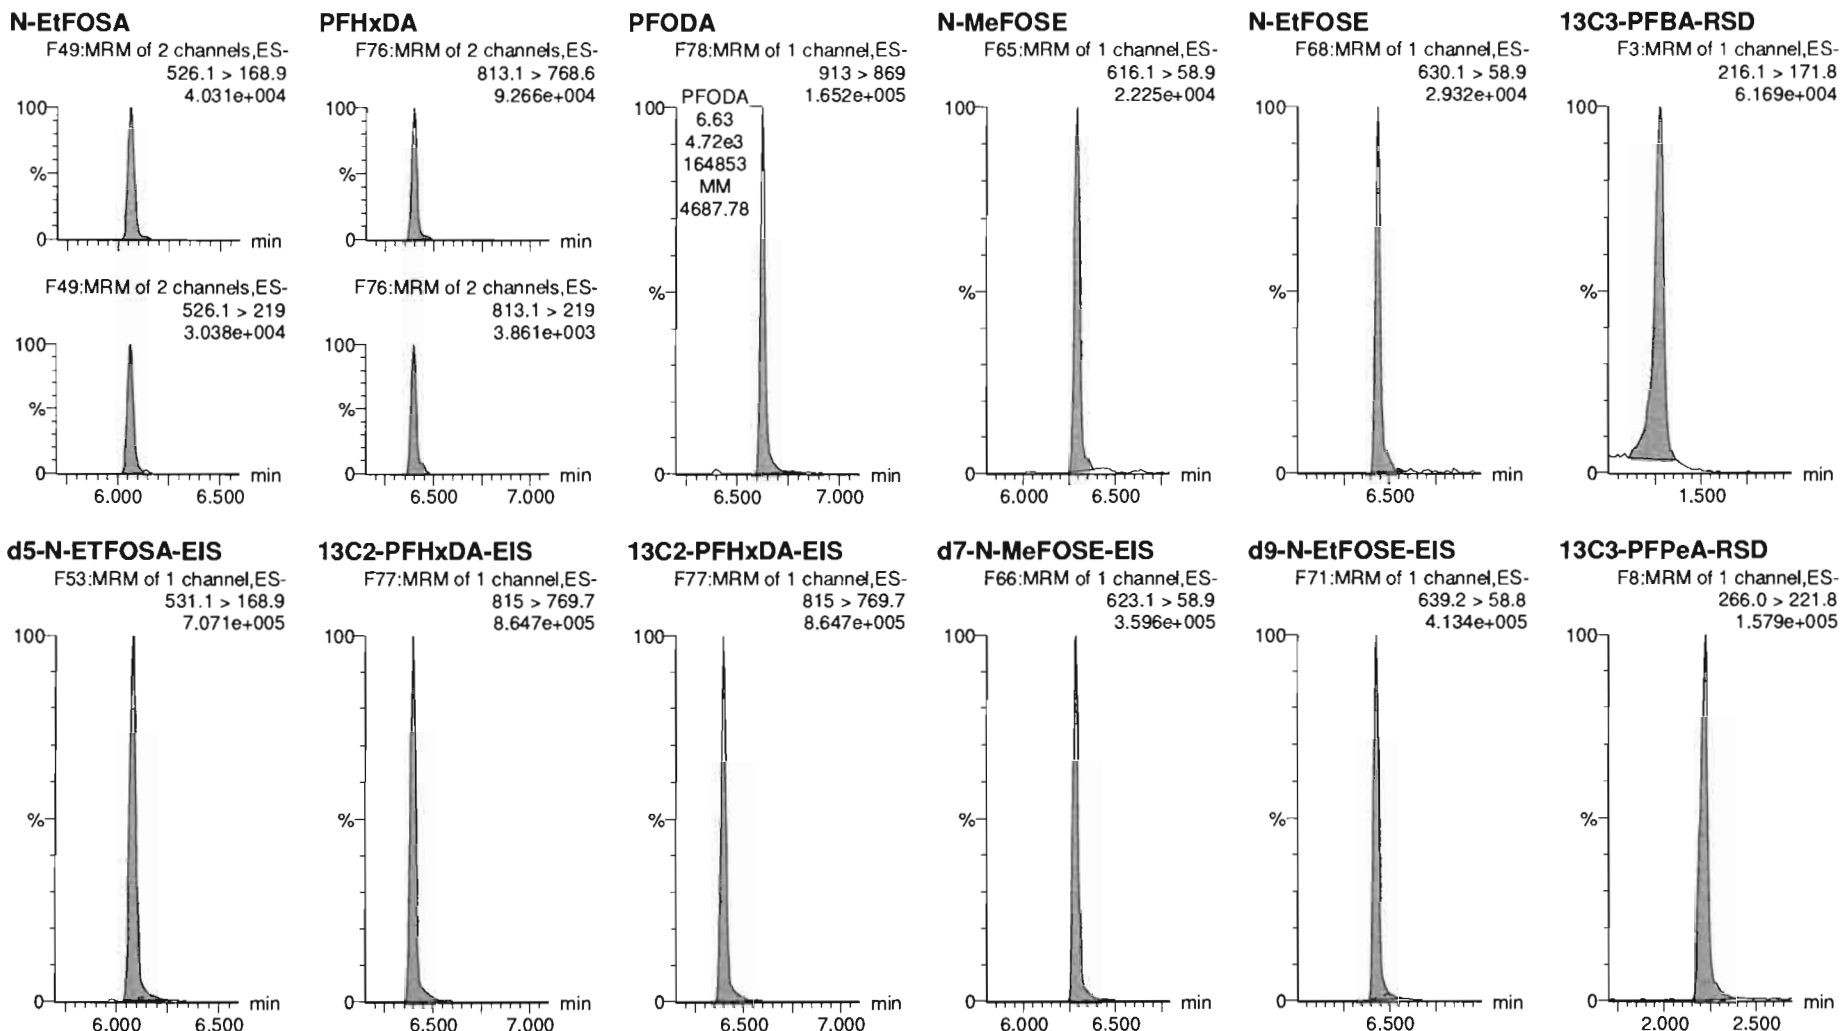 N-EtFOSA
F49:MRM of 2 channels,ES-
526.1 > 168.9
4.031e+004
100
%
0
min
F49:MRM of 2 channels,ES-
526.1 > 219
3.038e+004
100
%
0
min
6.000 6.500
PFHxDA
F76:MRM of 2 channels,ES-
813.1 > 768.6
9.266e+004
100
%
0
min
F76:MRM of 2 channels,ES-
813.1 > 219
3.861e+003
100
%
0
min
6.500 7.000
PFODA
F78:MRM of 1 channel,ES-
913 > 869
1.652e+005
PFODA
6.63
4.72e3
164853
MM
4687.78
100
%
0
min
6.500 7.000
N-MeFOSE
F65:MRM of 1 channel,ES-
616.1 > 58.9
2.225e+004
100
%
0
min
6.000 6.500
N-EtFOSE
F68:MRM of 1 channel,ES-
630.1 > 58.9
2.932e+004
100
%
0
min
6.500
13C3-PFBA-RSD
F3:MRM of 1 channel,ES-
216.1 > 171.8
6.169e+004
100
%
0
min
1.500
d5-N-ETFOSA-EIS
F53:MRM of 1 channel,ES-
531.1 > 168.9
7.071e+005
100
%
0
min
6.000 6.500
13C2-PFHxDA-EIS
F77:MRM of 1 channel,ES-
815 > 769.7
8.647e+005
100
%
0
min
6.500 7.000
13C2-PFHxDA-EIS
F77:MRM of 1 channel,ES-
815 > 769.7
8.647e+005
100
%
0
min
6.500 7.000
d7-N-MeFOSE-EIS
F66:MRM of 1 channel,ES-
623.1 > 58.9
3.596e+005
100
%
0
min
6.000 6.500
d9-N-EtFOSE-EIS
F71:MRM of 1 channel,ES-
639.2 > 58.8
4.134e+005
100
%
0
min
6.500
13C3-PFPeA-RSD
F8:MRM of 1 channel,ES-
266.0 > 221.8
1.579e+005
100
%
0
min
2.000 2.500